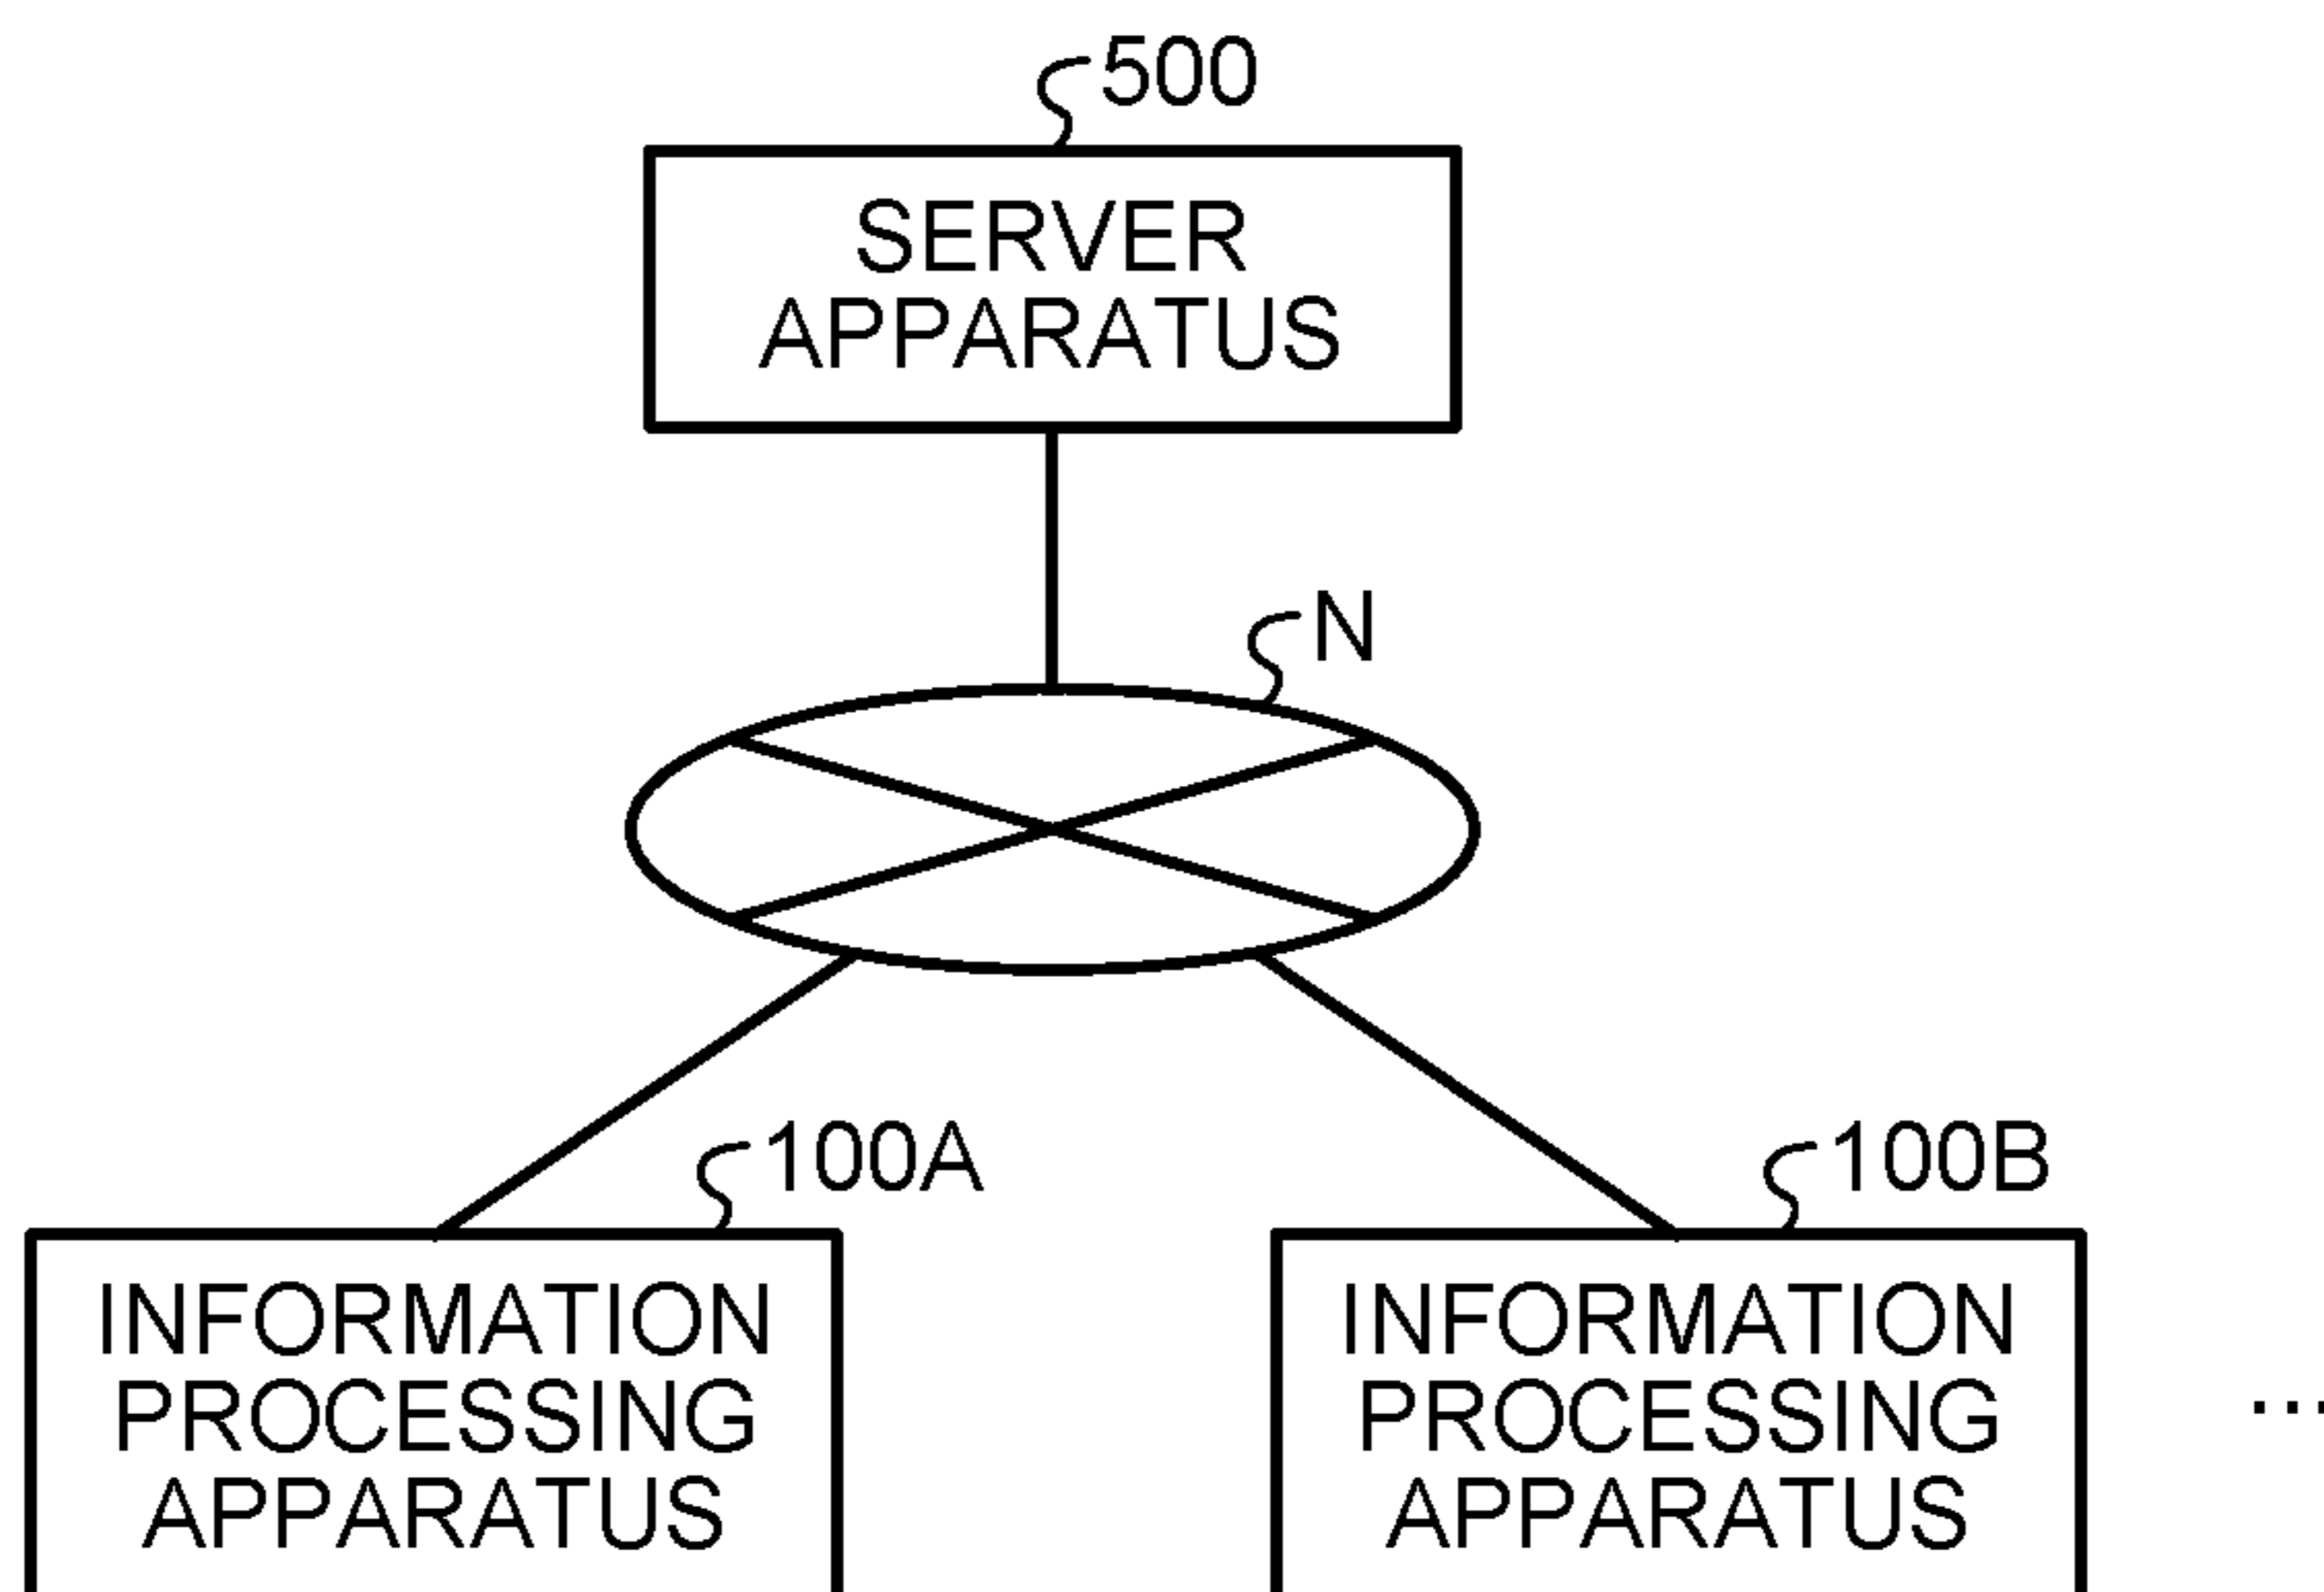 500
SERVER
APPARATUS
N
100A
100B
INFORMATION
PROCESSING
APPARATUS
INFORMATION
PROCESSING
APPARATUS
...